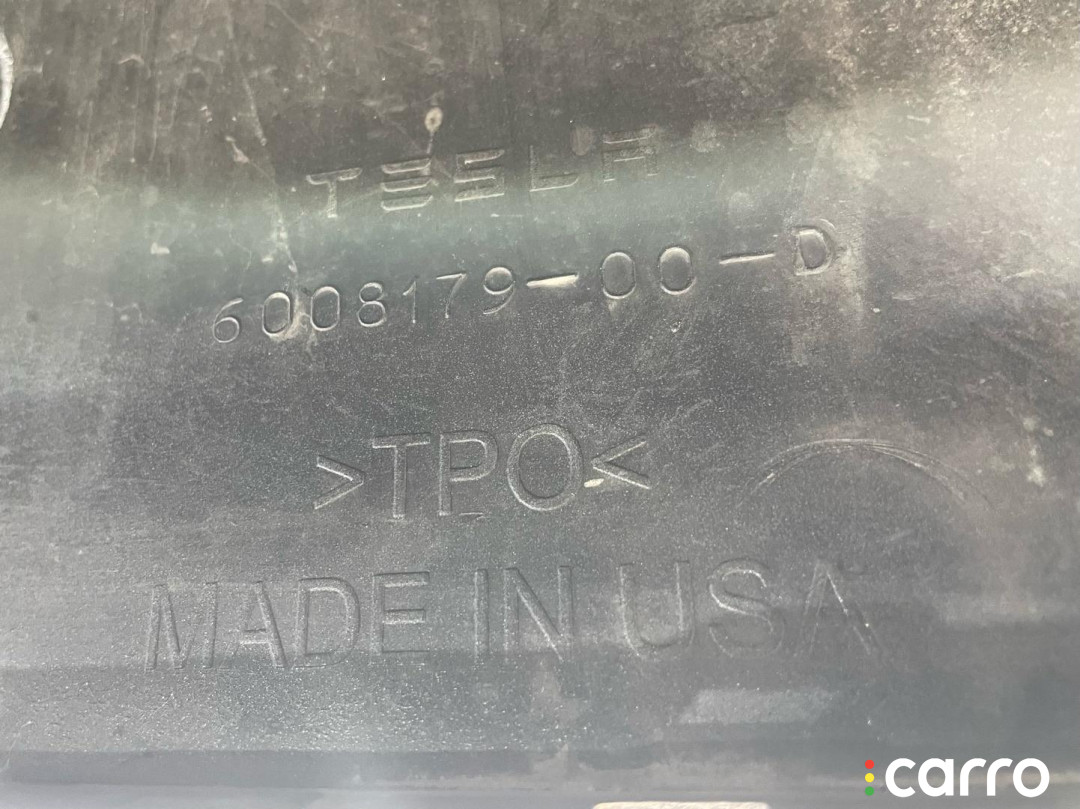 TESLA
6008179-00-D
>TPO<
MADE IN USA
carro